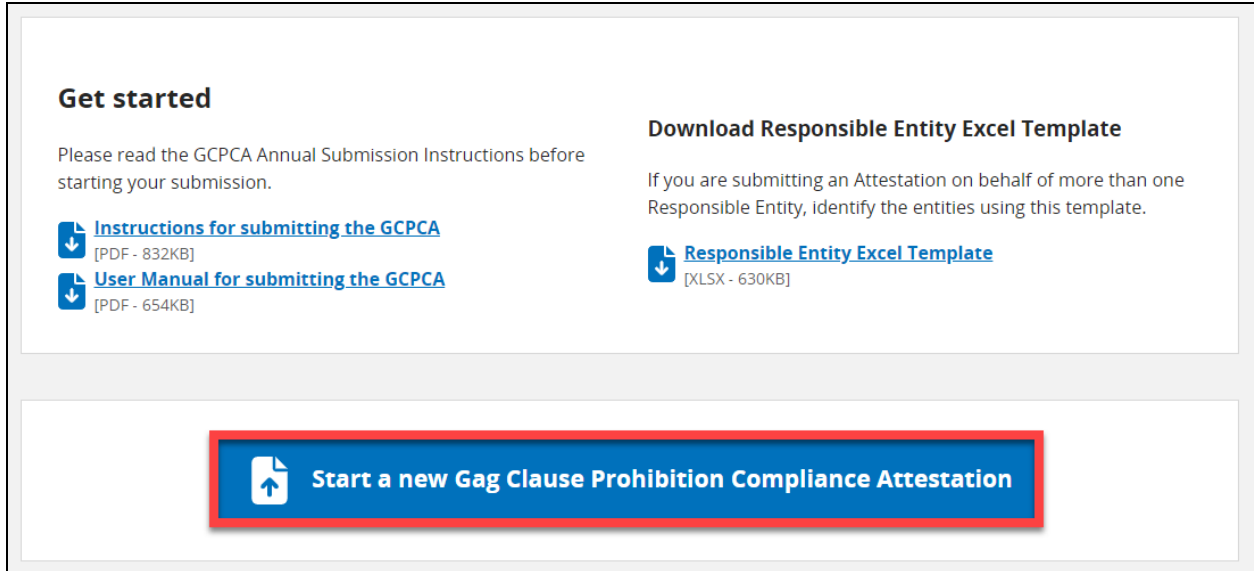 Get started
Please read the GCPCA Annual Submission Instructions before
starting your submission.
Instructions for submitting the GCPCA
[PDF - 832KB]
User Manual for submitting the GCPCA
[PDF - 654KB]
Download Responsible Entity Excel Template
If you are submitting an Attestation on behalf of more than one
Responsible Entity, identify the entities using this template.
Responsible Entity Excel Template
[XLSX - 630KB]
Start a new Gag Clause Prohibition Compliance Attestation